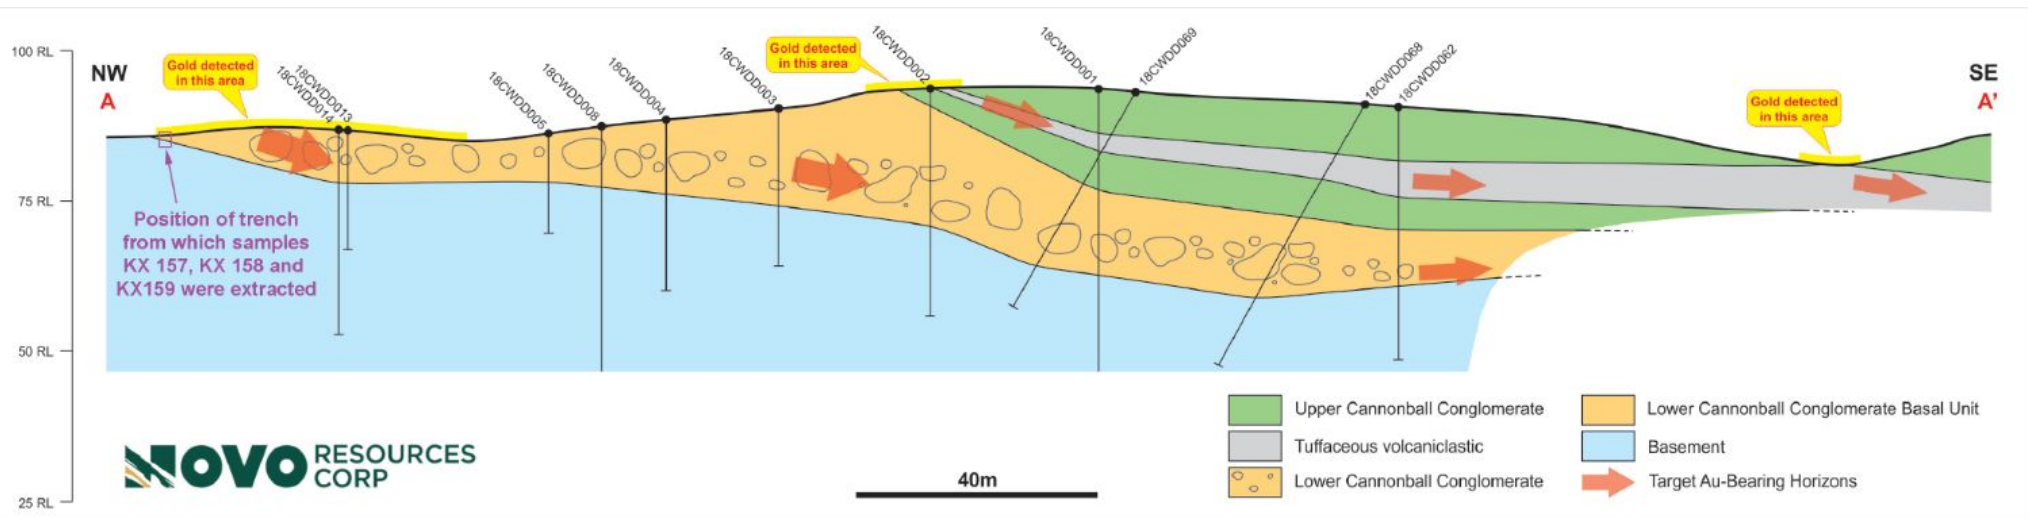 100 RL
75 RL
50 RL
25 RL
NW
A
Gold detected
in this area
18CWDD014
18CWDD013
18CWDD005
18CWDD008
18CWDD004
18CWDD003
Gold detected
in this area
18CWDD002
18CWDD001
18CWDD069
18CWDD068
18CWDD062
Gold detected
in this area
SE
A'
Position of trench
from which samples
KX 157, KX 158 and
KX159 were extracted
NOVO RESOURCES
CORP
40m
Upper Cannonball Conglomerate
Tuffaceous volcaniclastic
Lower Cannonball Conglomerate
Lower Cannonball Conglomerate Basal Unit
Basement
Target Au-Bearing Horizons